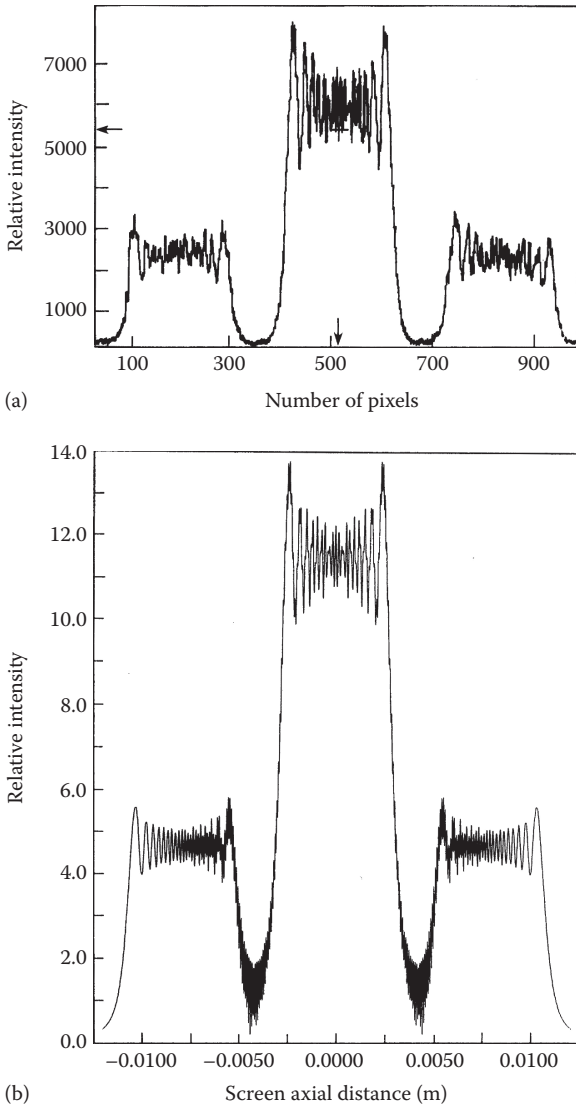 Relative intensity
7000
5000
3000
1000
100 300 500 700 900
(a) Number of pixels
14.0
12.0
10.0
8.0
6.0
4.0
2.0
0.0
Relative intensity
−0.0100 −0.0050 0.0000 0.0050 0.0100
(b) Screen axial distance (m)